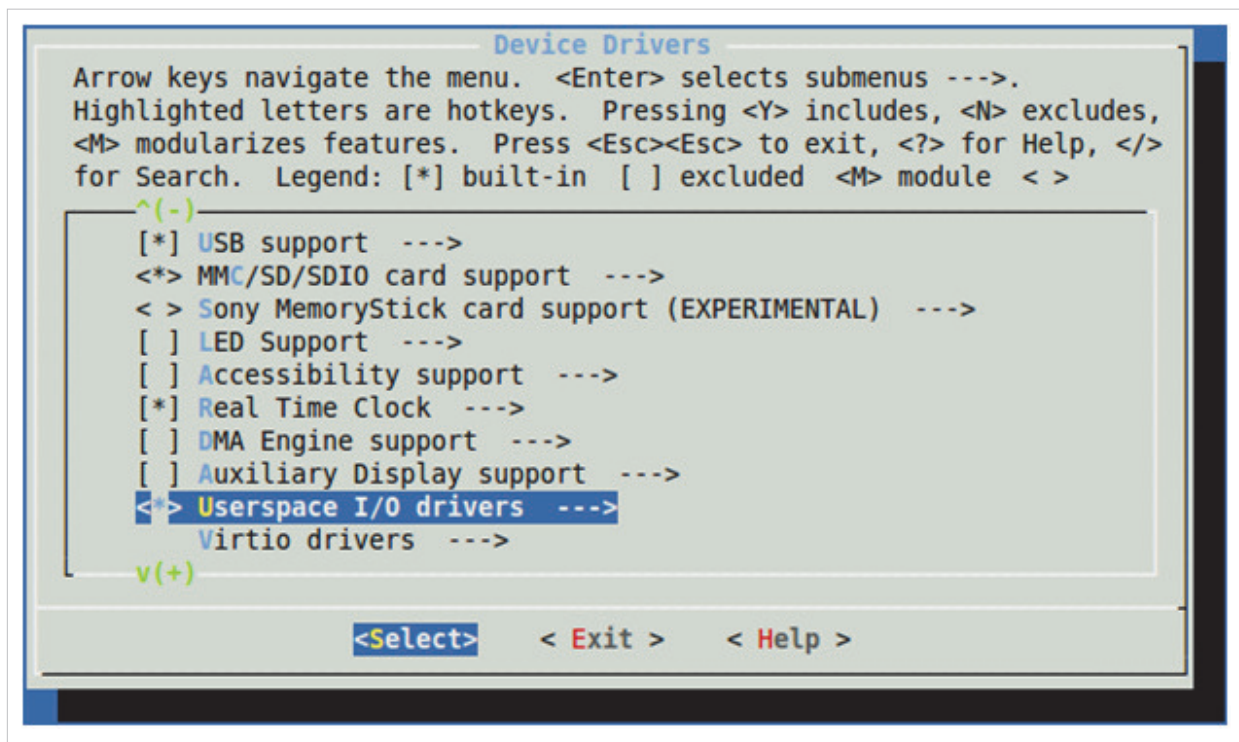 Device Drivers
Arrow keys navigate the menu.  <Enter> selects submenus --->.
Highlighted letters are hotkeys.  Pressing <Y> includes, <N> excludes,
<M> modularizes features.  Press <Esc><Esc> to exit, <?> for Help, </>
for Search.  Legend: [*] built-in  [ ] excluded  <M> module  < >
^(-)
[*] USB support  --->
<*> MMC/SD/SDIO card support  --->
< > Sony MemoryStick card support (EXPERIMENTAL)  --->
[ ] LED Support  --->
[ ] Accessibility support  --->
[*] Real Time Clock  --->
[ ] DMA Engine support  --->
[ ] Auxiliary Display support  --->
<*> Userspace I/O drivers  --->
Virtio drivers  --->
v(+)
<Select>    < Exit >    < Help >